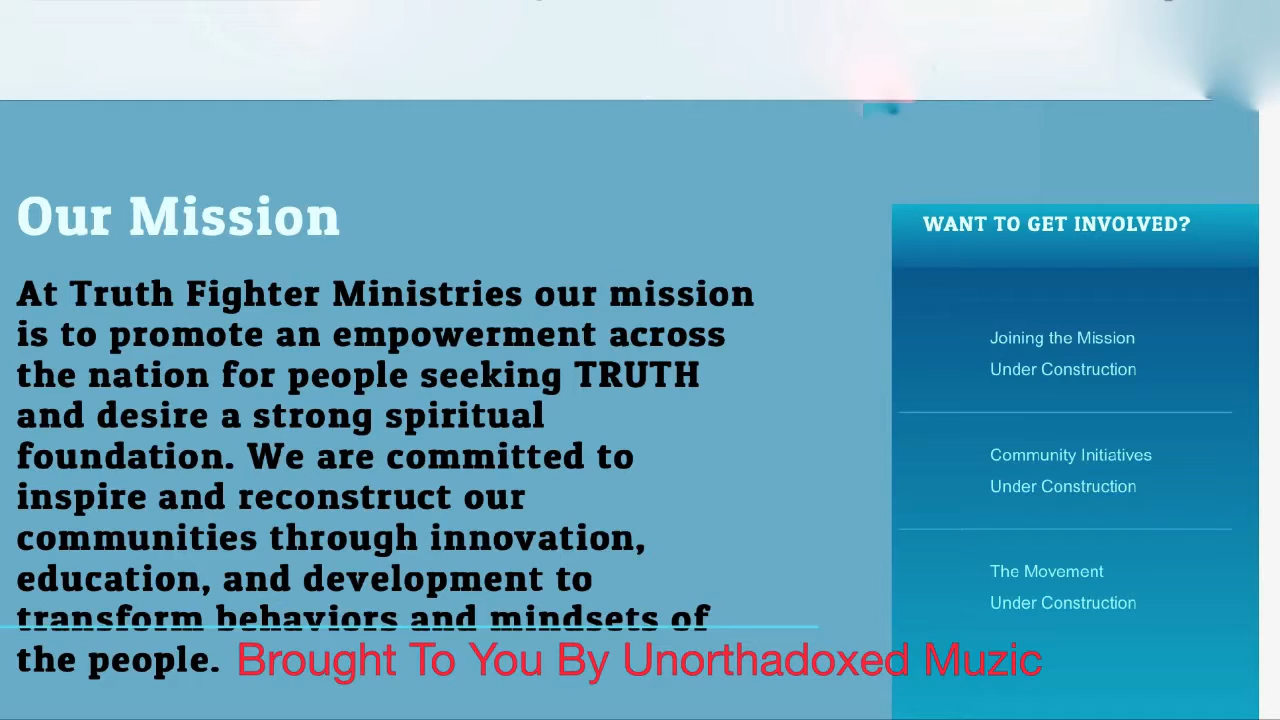 Our Mission
At Truth Fighter Ministries our mission
is to promote an empowerment across
the nation for people seeking TRUTH
and desire a strong spiritual
foundation. We are committed to
inspire and reconstruct our
communities through innovation,
education, and development to
transform behaviors and mindsets of
the people.
Brought To You By Unorthadoxed Muzic
WANT TO GET INVOLVED?
Joining the Mission
Under Construction
Community Initiatives
Under Construction
The Movement
Under Construction